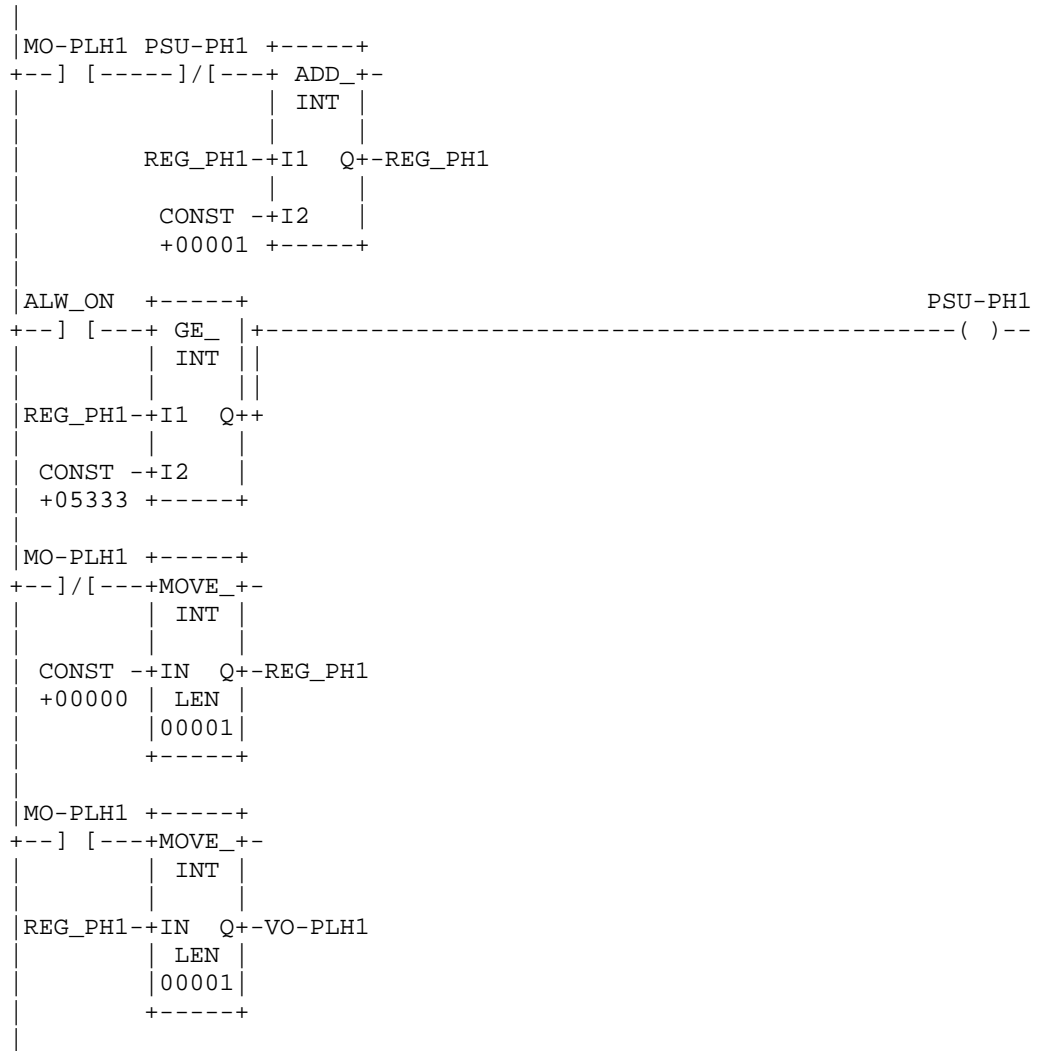 |
|MO-PLH1 PSU-PH1 +-----+
+--] [-----]/[---+ ADD_+-
|                | INT |
|                |     |
|        REG_PH1-+I1  Q+-REG_PH1
|                |     |
|         CONST -+I2   |
|         +00001 +-----+
|
|ALW_ON  +-----+                                             PSU-PH1
+--] [---+ GE_ |+----------------------------------------------( )--
|        | INT ||
|        |     ||
|REG_PH1-+I1  Q++
|        |     |
| CONST -+I2   |
| +05333 +-----+
|
|MO-PLH1 +-----+
+--]/[---+MOVE_+-
|        | INT |
|        |     |
| CONST -+IN  Q+-REG_PH1
| +00000 | LEN |
|        |00001|
|        +-----+
|
|MO-PLH1 +-----+
+--] [---+MOVE_+-
|        | INT |
|        |     |
|REG_PH1-+IN  Q+-VO-PLH1
|        | LEN |
|        |00001|
|        +-----+
|